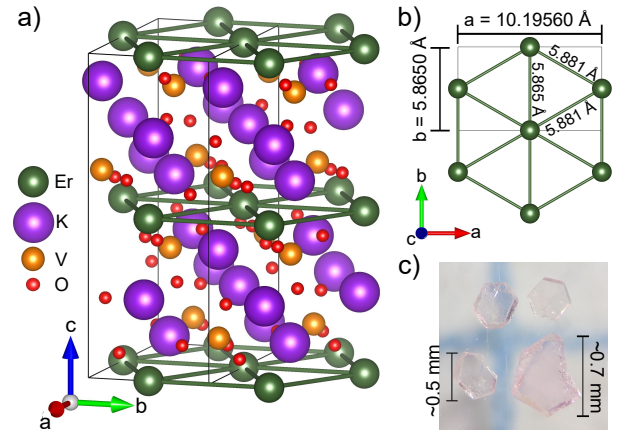 a)
Er
K
V
O
c
b
a
b)
a = 10.19560 Å
b = 5.8650 Å
5.881 Å
5.865 Å
5.881 Å
b
c
a
c)
~0.5 mm
~0.7 mm